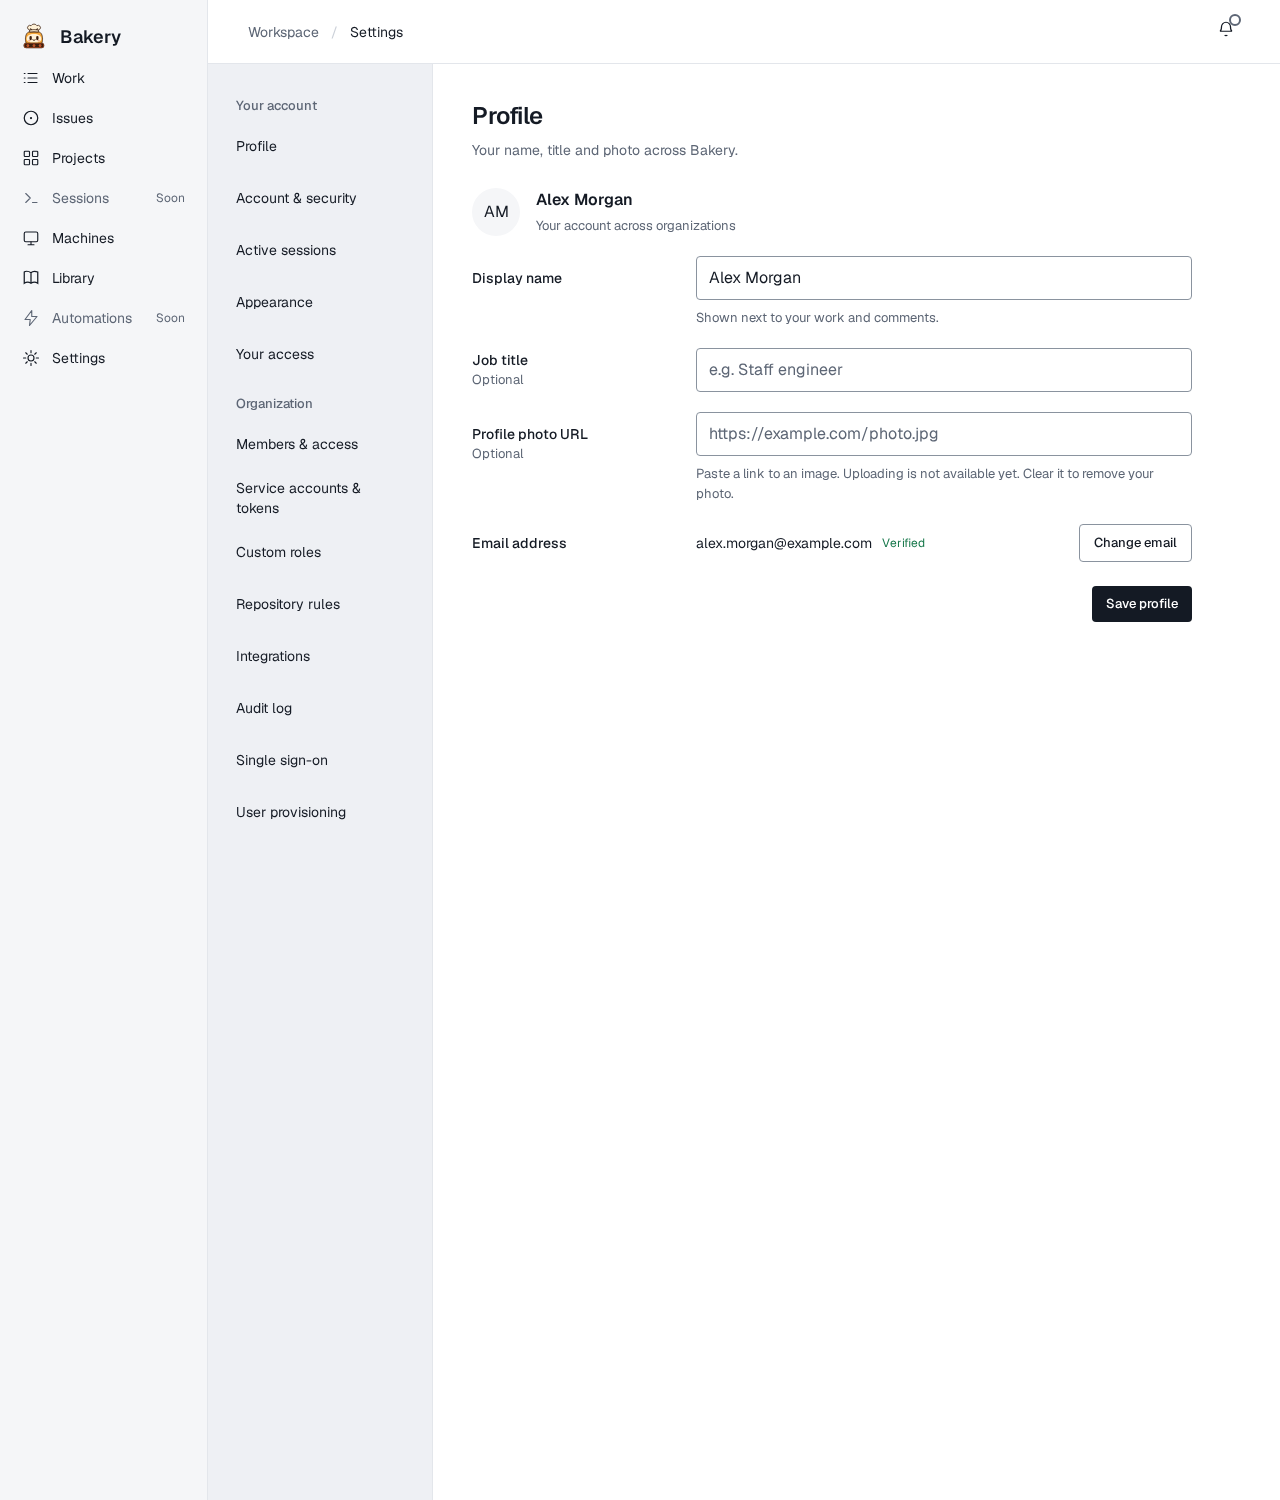 Bakery
Work
Issues
Projects
Sessions Soon
Machines
Library
Automations Soon
Settings
Workspace / Settings
Your account
Profile
Account & security
Active sessions
Appearance
Your access
Organization
Members & access
Service accounts &
tokens
Custom roles
Repository rules
Integrations
Audit log
Single sign-on
User provisioning
Profile
Your name, title and photo across Bakery.
AM
Alex Morgan
Your account across organizations
Display name
Alex Morgan
Shown next to your work and comments.
Job title
Optional
e.g. Staff engineer
Profile photo URL
Optional
https://example.com/photo.jpg
Paste a link to an image. Uploading is not available yet. Clear it to remove your
photo.
Email address
alex.morgan@example.com Verified
Change email
Save profile